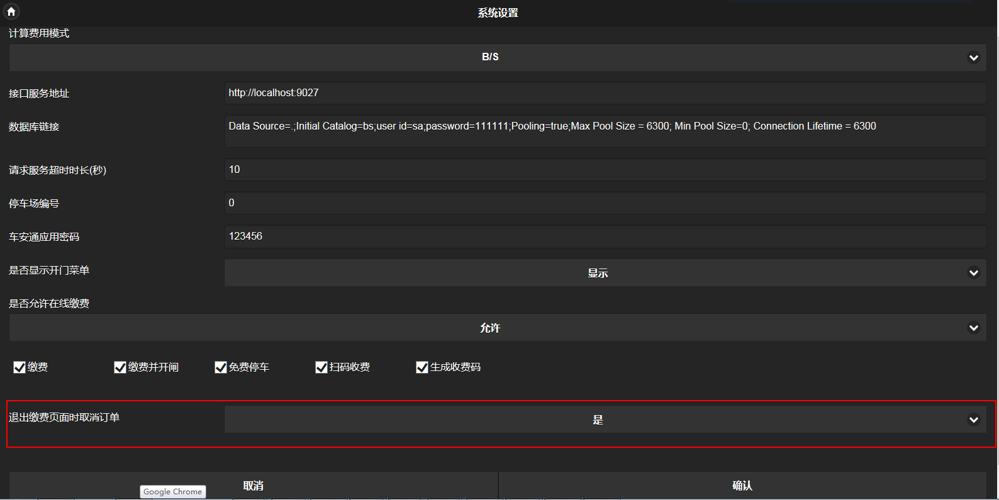 系统设置
计算费用模式
B/S
接口服务地址 http://localhost:9027
数据库链接 Data Source=.;Initial Catalog=bs;user id=sa;password=111111;Pooling=true;Max Pool Size = 6300; Min Pool Size=0; Connection Lifetime = 6300
请求服务超时时长(秒) 10
停车场编号 0
车安通应用密码 123456
是否显示开门菜单 显示
是否允许在线缴费
允许
缴费 缴费并开闸 免费停车 扫码收费 生成收费码
退出缴费页面时取消订单 是
取消 确认
Google Chrome